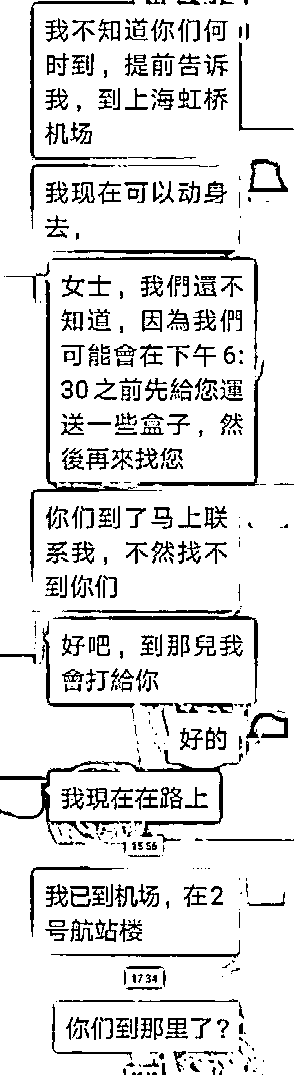 我不知道你们何
时到，提前告诉
我，到上海虹桥
机场
我现在可以动身
去，
女士，我們還不
知道，因為我們
可能會在下午6:
30之前先給您運
送一些盒子，然
後再來找您
你们到了马上联
系我，不然找不
到你们
好吧，到那兒我
會打給你
好的
我現在在路上
15:56
我已到机场，在2
号航站楼
17:34
你们到那里了？